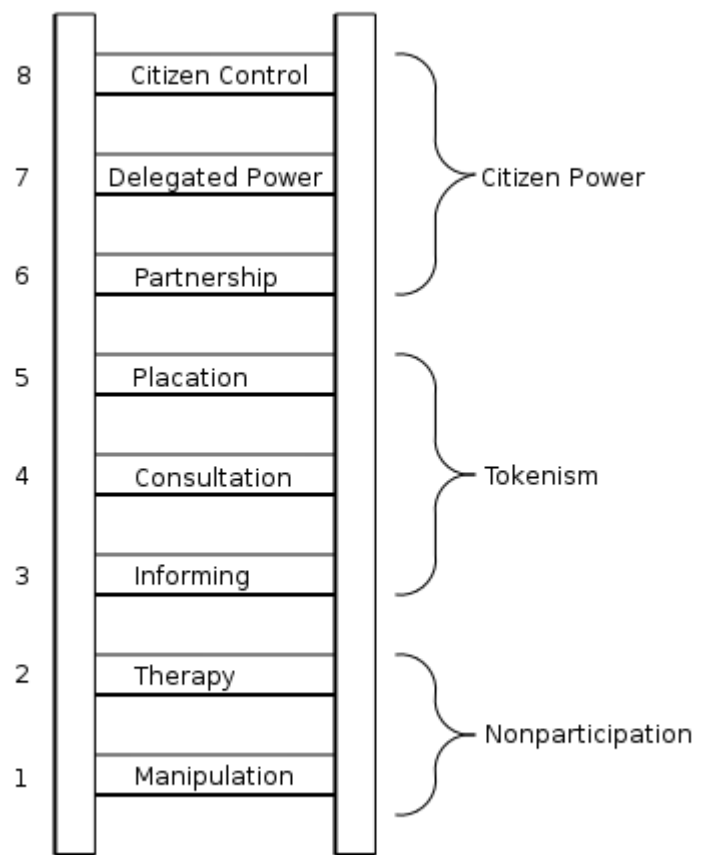 8 Citizen Control
7 Delegated Power
Citizen Power
6 Partnership
5 Placation
4 Consultation
Tokenism
3 Informing
2 Therapy
Nonparticipation
1 Manipulation